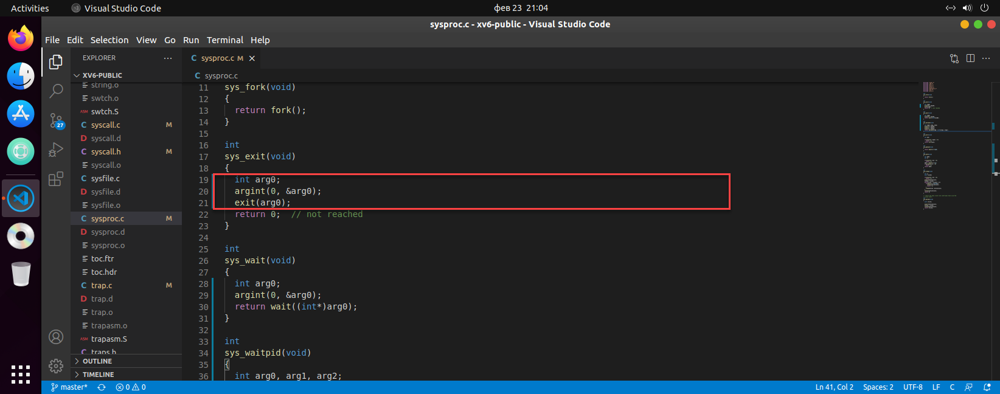 Activities
Visual Studio Code
фев 23 21:04
sysproc.c - xv6-public - Visual Studio Code
File Edit Selection View Go Run Terminal Help
EXPLORER
XV6-PUBLIC
string.o
swtch.o
ASM swtch.S
C syscall.c M
D syscall.d
C syscall.h M
syscall.o
C sysfile.c
D sysfile.d
sysfile.o
C sysproc.c M
D sysproc.d
sysproc.o
toc.ftr
toc.hdr
C trap.c M
D trap.d
trap.o
trapasm.o
ASM trapasm.S
C traps.h
OUTLINE
TIMELINE
27
C sysproc.c M
C sysproc.c
11 sys_fork(void)
12 {
13 return fork();
14 }
15
16 int
17 sys_exit(void)
18 {
19 int arg0;
20 argint(0, &arg0);
21 exit(arg0);
22 return 0; // not reached
23 }
24
25 int
26 sys_wait(void)
27 {
28 int arg0;
29 argint(0, &arg0);
30 return wait((int*)arg0);
31 }
32
33 int
34 sys_waitpid(void)
35 {
36 int arg0, arg1, arg2;
master* 0 0
Ln 41, Col 2 Spaces: 2 UTF-8 LF C